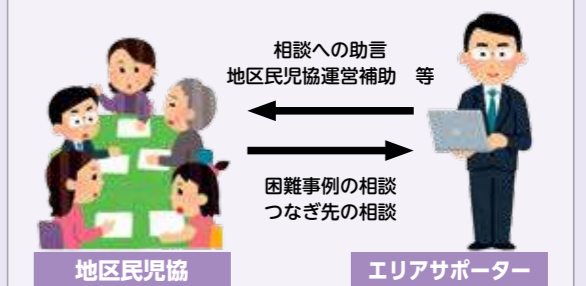 相談への助言
地区民児協運営補助　等
困難事例の相談
つなぎ先の相談
地区民児協
エリアサポーター